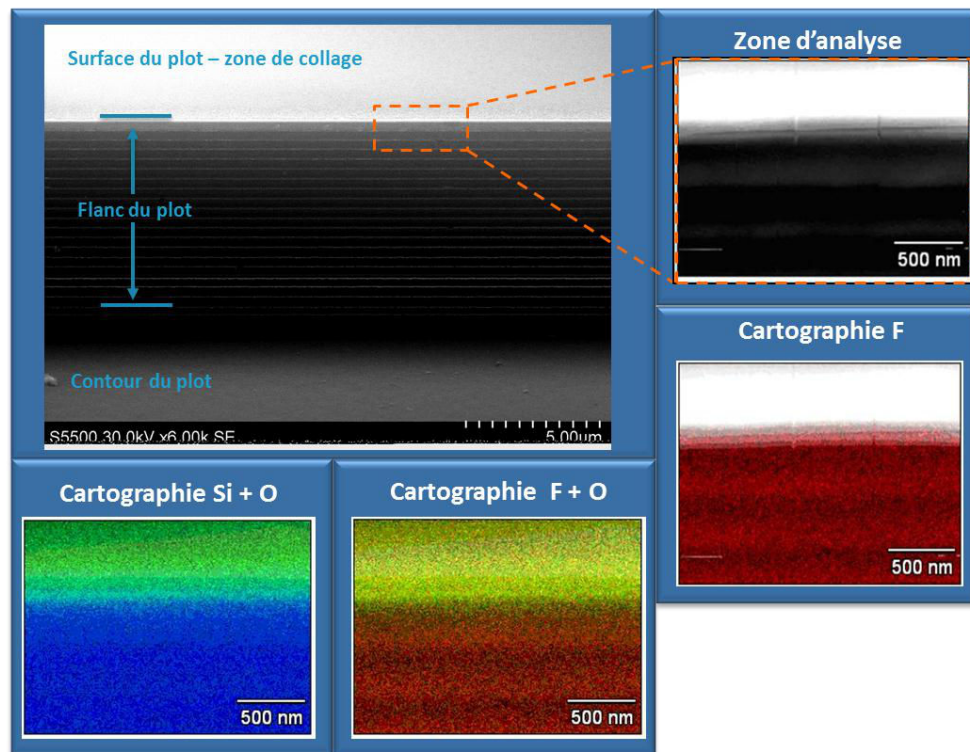 Surface du plot – zone de collage
Flanc du plot
Contour du plot
S5500 30.0kV x6.00k SE
5.00um
Zone d'analyse
500 nm
Cartographie F
500 nm
Cartographie Si + O
500 nm
Cartographie F + O
500 nm